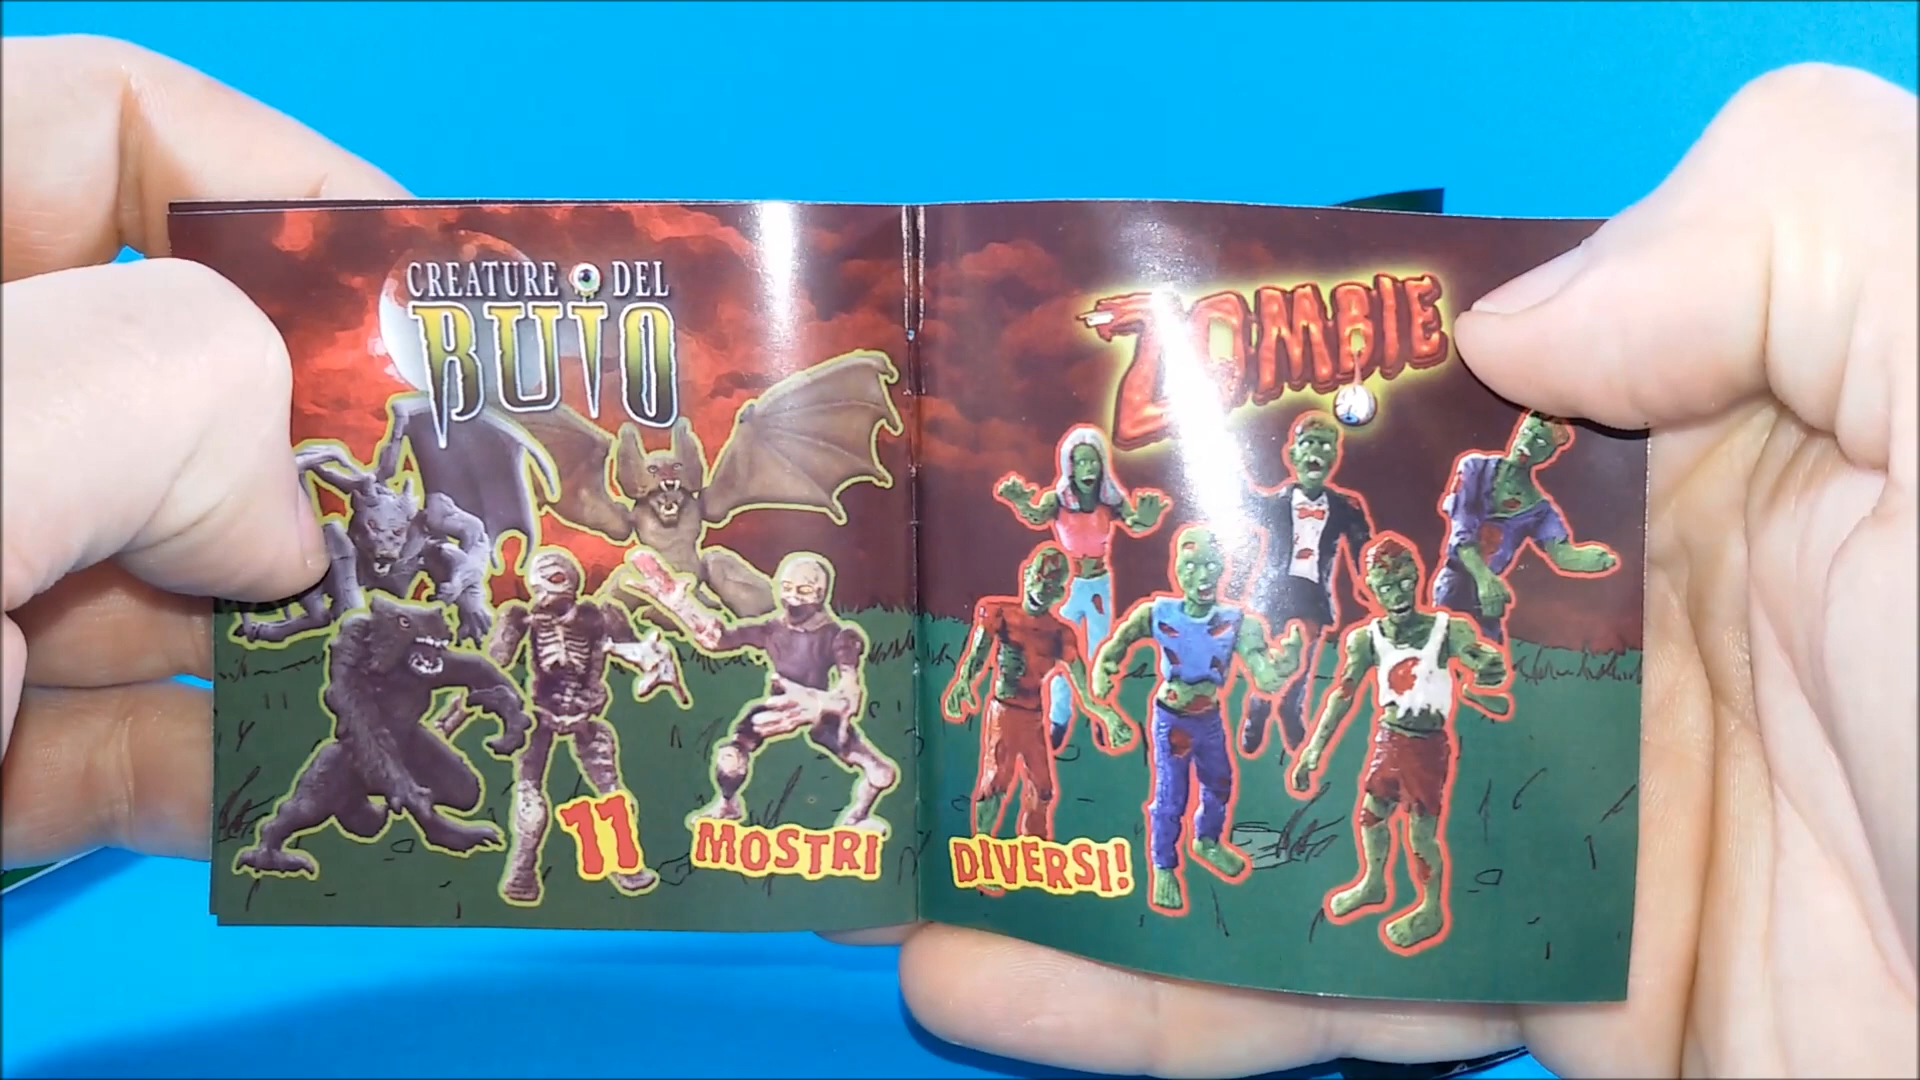 CREATURE DEL
BUIO
ZOMBIE
11 MOSTRI
DIVERSI!